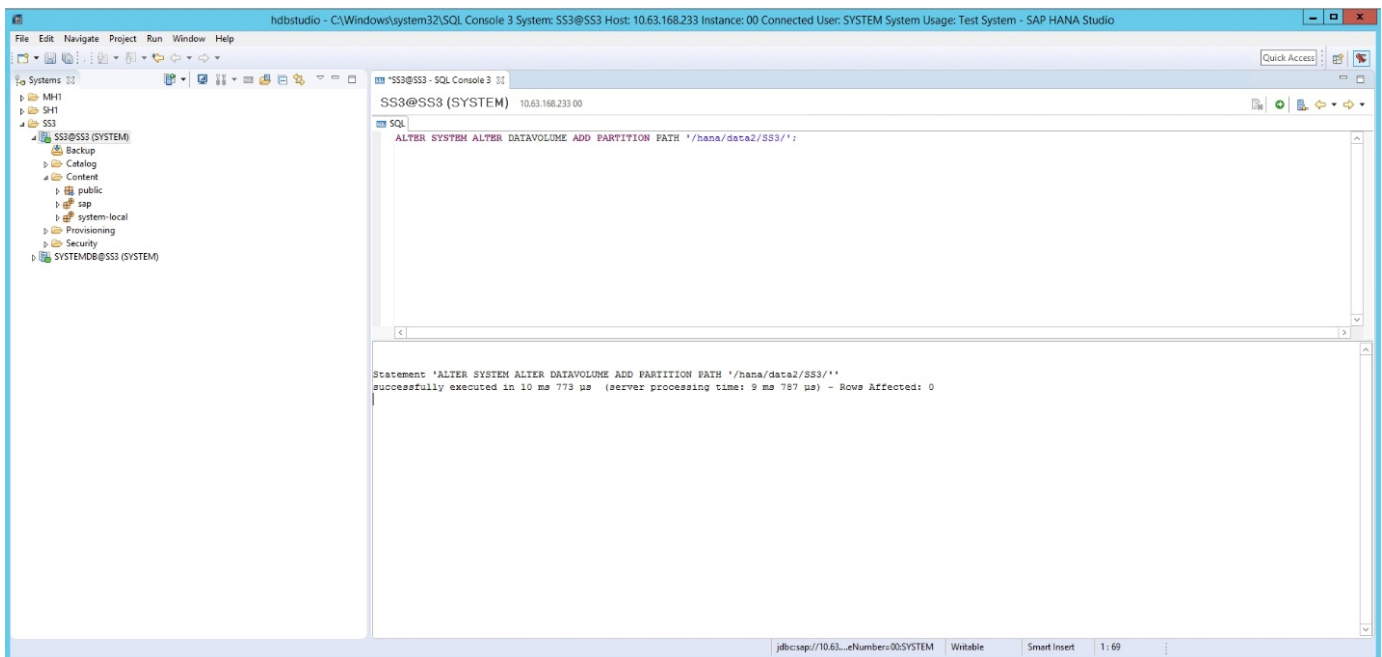 hdbstudio - C:\Windows\system32\SQL Console 3 System: SS3@SS3 Host: 10.63.168.233 Instance: 00 Connected User: SYSTEM System Usage: Test System - SAP HANA Studio
File Edit Navigate Project Run Window Help
Quick Access
Systems
*SS3@SS3 - SQL Console 3
MH1
SH1
SS3
SS3@SS3 (SYSTEM)
Backup
Catalog
Content
public
sap
system-local
Provisioning
Security
SYSTEMDB@SS3 (SYSTEM)
SS3@SS3 (SYSTEM) 10.63.168.233 00
SQL
ALTER SYSTEM ALTER DATAVOLUME ADD PARTITION PATH '/hana/data2/SS3/';
Statement 'ALTER SYSTEM ALTER DATAVOLUME ADD PARTITION PATH '/hana/data2/SS3/''
successfully executed in 10 ms 773 µs (server processing time: 9 ms 787 µs) - Rows Affected: 0
jdbc:sap://10.63....eNumber=00:SYSTEM Writable Smart Insert 1 : 69